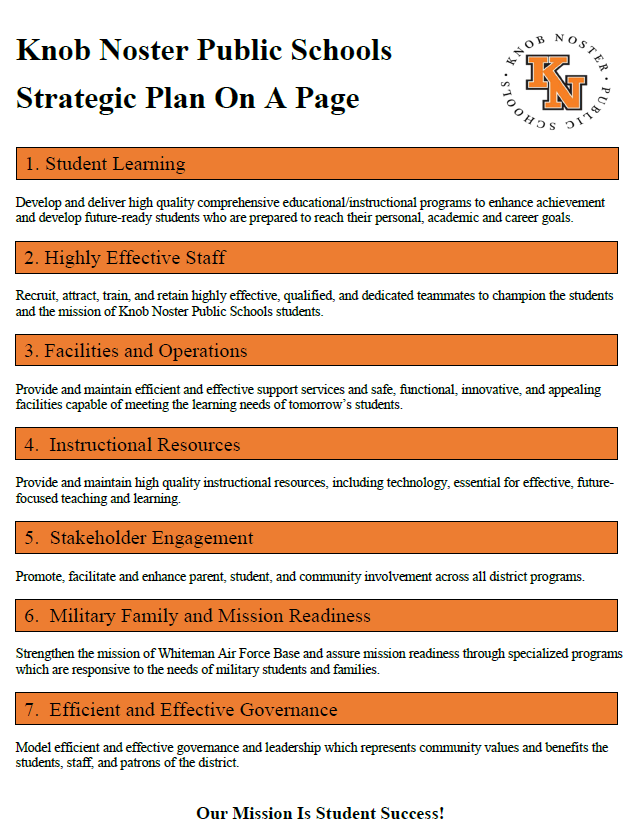 Knob Noster Public Schools
Strategic Plan On A Page
KNOB NOSTER · PUBLIC SCHOOLS ·
KN
1. Student Learning
Develop and deliver high quality comprehensive educational/instructional programs to enhance achievement
and develop future-ready students who are prepared to reach their personal, academic and career goals.
2. Highly Effective Staff
Recruit, attract, train, and retain highly effective, qualified, and dedicated teammates to champion the students
and the mission of Knob Noster Public Schools students.
3. Facilities and Operations
Provide and maintain efficient and effective support services and safe, functional, innovative, and appealing
facilities capable of meeting the learning needs of tomorrow’s students.
4. Instructional Resources
Provide and maintain high quality instructional resources, including technology, essential for effective, future-
focused teaching and learning.
5. Stakeholder Engagement
Promote, facilitate and enhance parent, student, and community involvement across all district programs.
6. Military Family and Mission Readiness
Strengthen the mission of Whiteman Air Force Base and assure mission readiness through specialized programs
which are responsive to the needs of military students and families.
7. Efficient and Effective Governance
Model efficient and effective governance and leadership which represents community values and benefits the
students, staff, and patrons of the district.
Our Mission Is Student Success!